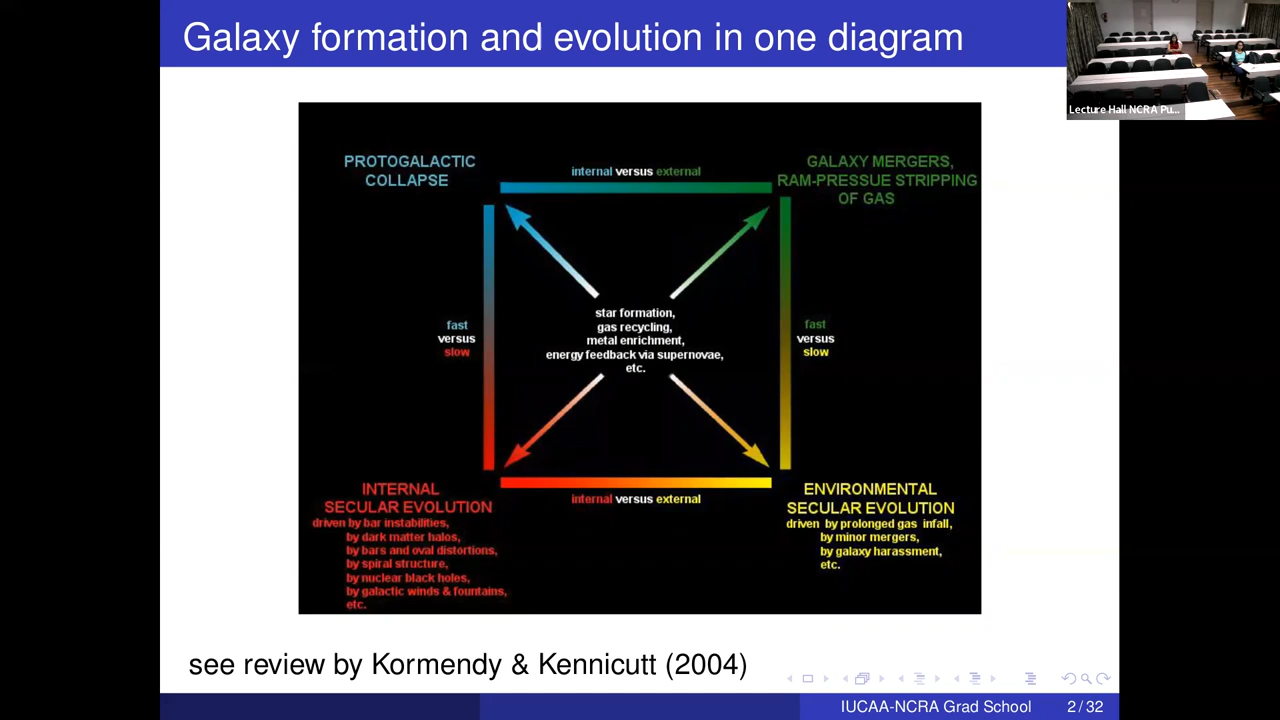 Galaxy formation and evolution in one diagram
Lecture Hall NCRA Pu...
PROTOGALACTIC
COLLAPSE
internal versus external
GALAXY MERGERS,
RAM-PRESSUE STRIPPING
OF GAS
fast
versus
slow
star formation,
gas recycling,
metal enrichment,
energy feedback via supernovae,
etc.
fast
versus
slow
INTERNAL
SECULAR EVOLUTION
driven by bar instabilities,
by dark matter halos,
by bars and oval distortions,
by spiral structure,
by nuclear black holes,
by galactic winds & fountains,
etc.
internal versus external
ENVIRONMENTAL
SECULAR EVOLUTION
driven by prolonged gas infall,
by minor mergers,
by galaxy harassment,
etc.
see review by Kormendy & Kennicutt (2004)
IUCAA-NCRA Grad School 2 / 32